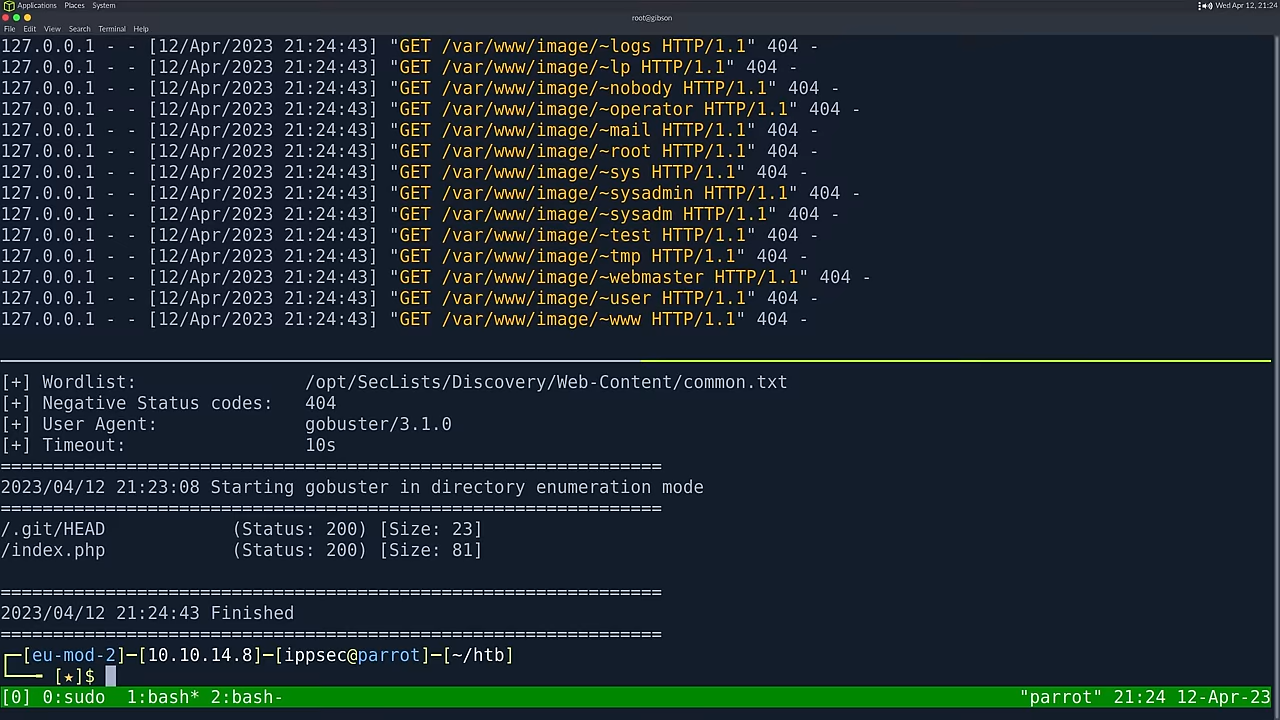 Applications Places System Wed Apr 12, 21:24
root@gibson
File Edit View Search Terminal Help
127.0.0.1 - - [12/Apr/2023 21:24:43] "GET /var/www/image/~logs HTTP/1.1" 404 -
127.0.0.1 - - [12/Apr/2023 21:24:43] "GET /var/www/image/~lp HTTP/1.1" 404 -
127.0.0.1 - - [12/Apr/2023 21:24:43] "GET /var/www/image/~nobody HTTP/1.1" 404 -
127.0.0.1 - - [12/Apr/2023 21:24:43] "GET /var/www/image/~operator HTTP/1.1" 404 -
127.0.0.1 - - [12/Apr/2023 21:24:43] "GET /var/www/image/~mail HTTP/1.1" 404 -
127.0.0.1 - - [12/Apr/2023 21:24:43] "GET /var/www/image/~root HTTP/1.1" 404 -
127.0.0.1 - - [12/Apr/2023 21:24:43] "GET /var/www/image/~sys HTTP/1.1" 404 -
127.0.0.1 - - [12/Apr/2023 21:24:43] "GET /var/www/image/~sysadmin HTTP/1.1" 404 -
127.0.0.1 - - [12/Apr/2023 21:24:43] "GET /var/www/image/~sysadm HTTP/1.1" 404 -
127.0.0.1 - - [12/Apr/2023 21:24:43] "GET /var/www/image/~test HTTP/1.1" 404 -
127.0.0.1 - - [12/Apr/2023 21:24:43] "GET /var/www/image/~tmp HTTP/1.1" 404 -
127.0.0.1 - - [12/Apr/2023 21:24:43] "GET /var/www/image/~webmaster HTTP/1.1" 404 -
127.0.0.1 - - [12/Apr/2023 21:24:43] "GET /var/www/image/~user HTTP/1.1" 404 -
127.0.0.1 - - [12/Apr/2023 21:24:43] "GET /var/www/image/~www HTTP/1.1" 404 -
[+] Wordlist: /opt/SecLists/Discovery/Web-Content/common.txt
[+] Negative Status codes: 404
[+] User Agent: gobuster/3.1.0
[+] Timeout: 10s
===============================================================
2023/04/12 21:23:08 Starting gobuster in directory enumeration mode
===============================================================
/.git/HEAD (Status: 200) [Size: 23]
/index.php (Status: 200) [Size: 81]
===============================================================
2023/04/12 21:24:43 Finished
===============================================================
┌─[eu-mod-2]─[10.10.14.8]─[ippsec@parrot]─[~/htb]
└──╼ [★]$
[0] 0:sudo 1:bash* 2:bash- "parrot" 21:24 12-Apr-23